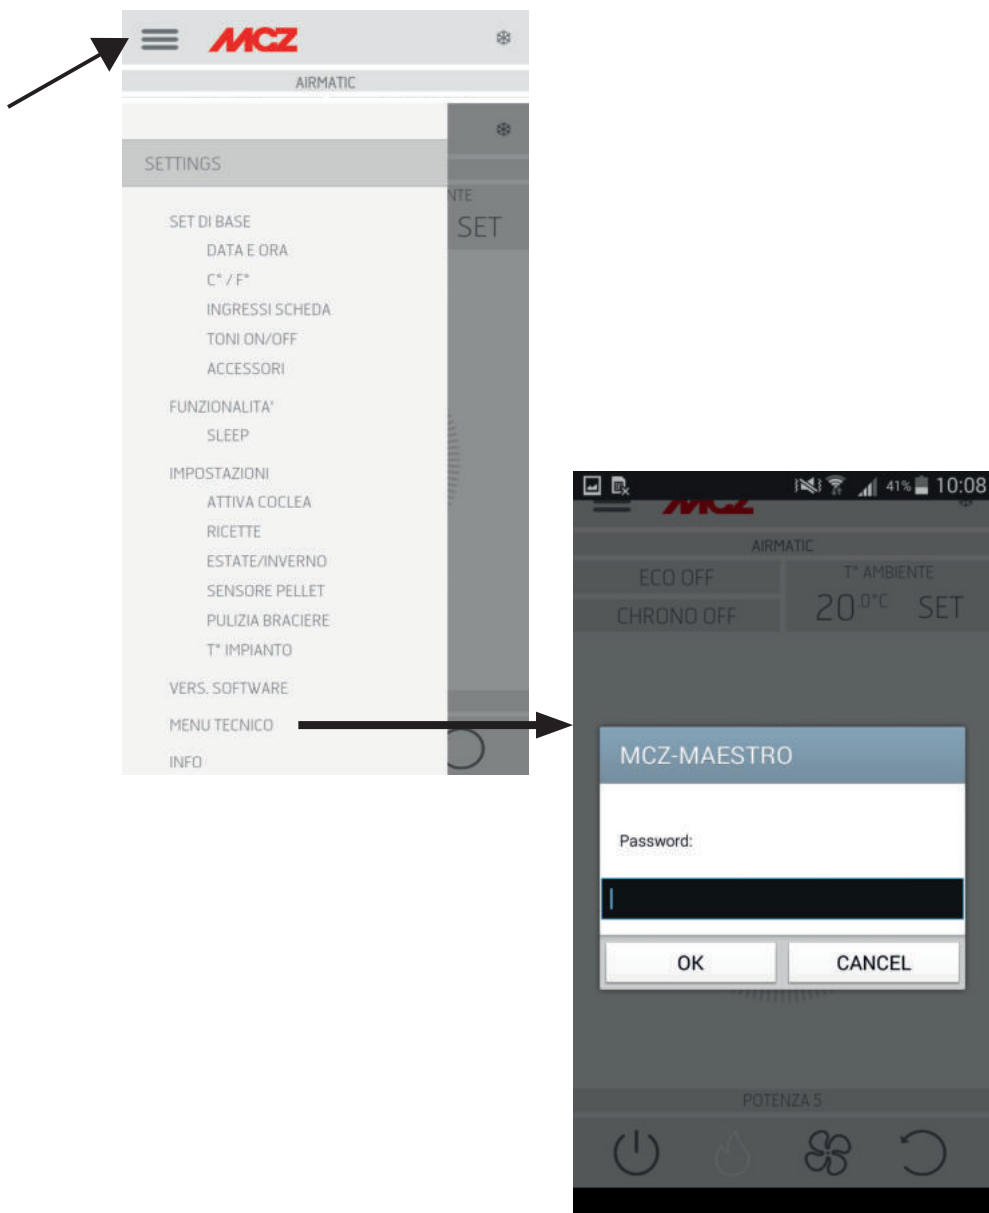 MCZ
AIRMATIC
SETTINGS
NTE
SET
SET DI BASE
DATA E ORA
C° / F°
INGRESSI SCHEDA
TONI ON/OFF
ACCESSORI
FUNZIONALITA'
SLEEP
IMPOSTAZIONI
ATTIVA COCLEA
RICETTE
ESTATE/INVERNO
SENSORE PELLET
PULIZIA BRACIERE
T° IMPIANTO
VERS. SOFTWARE
MENU TECNICO
INFO
41% 10:08
MCZ
AIRMATIC
ECO OFF
T° AMBIENTE
CHRONO OFF
20.0°C SET
MCZ-MAESTRO
Password:
OK CANCEL
POTENZA 5